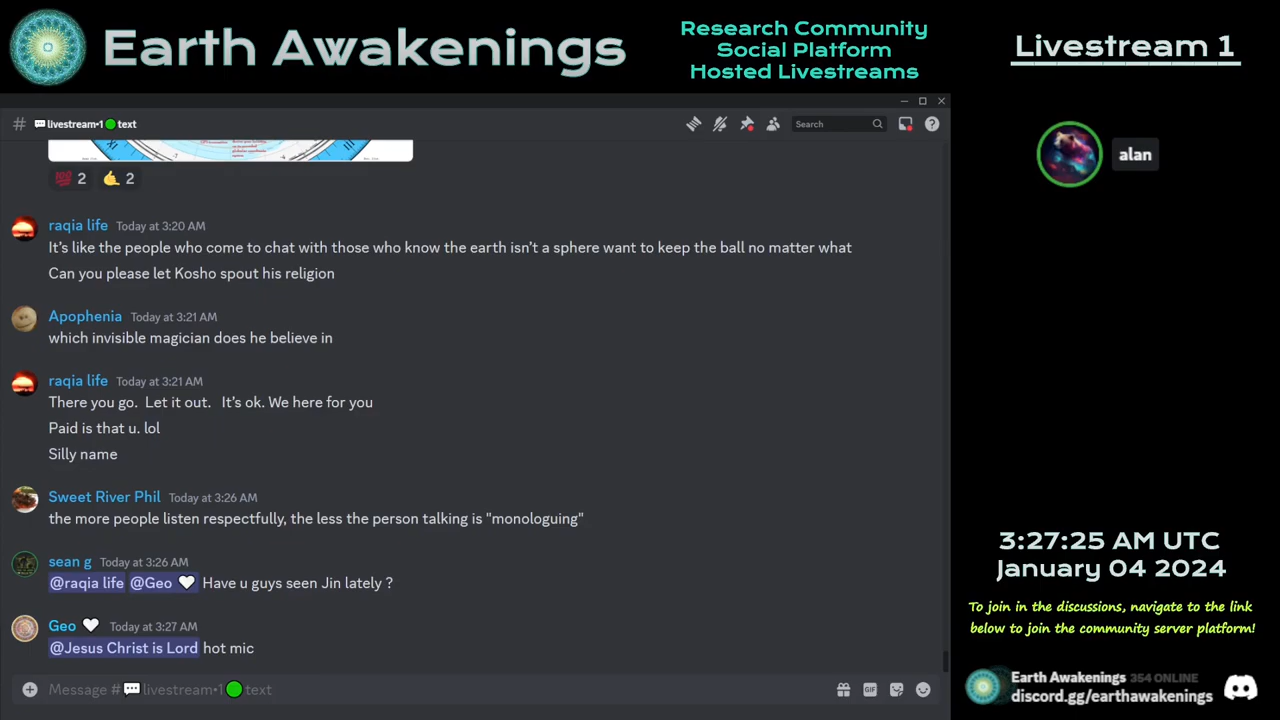 Earth Awakenings
Research Community
Social Platform
Hosted Livestreams
Livestream 1
# livestream•1 text
Search
alan
XI
III
2
2
raqia life Today at 3:20 AM
It's like the people who come to chat with those who know the earth isn't a sphere want to keep the ball no matter what
Can you please let Kosho spout his religion
Apophenia Today at 3:21 AM
which invisible magician does he believe in
raqia life Today at 3:21 AM
There you go. Let it out. It's ok. We here for you
Paid is that u. lol
Silly name
Sweet River Phil Today at 3:26 AM
the more people listen respectfully, the less the person talking is "monologuing"
sean g Today at 3:26 AM
@raqia life @Geo 🤍 Have u guys seen Jin lately ?
Geo 🤍 Today at 3:27 AM
@Jesus Christ is Lord hot mic
Message # livestream•1 text
GIF
3:27:25 AM UTC
January 04 2024
To join in the discussions, navigate to the link
below to join the community server platform!
Earth Awakenings 354 ONLINE
discord.gg/earthawakenings